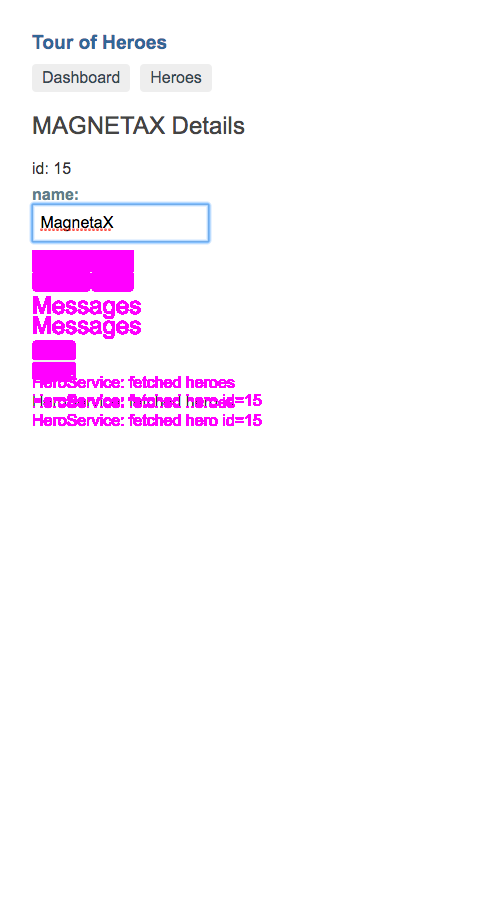 Tour of Heroes
Dashboard Heroes
MAGNETAX Details
id: 15
name:
MagnetaX
Messages
Messages
HeroService: fetched heroes
HeroService: fetched hero id=15
HeroService: fetched heroes
HeroService: fetched hero id=15